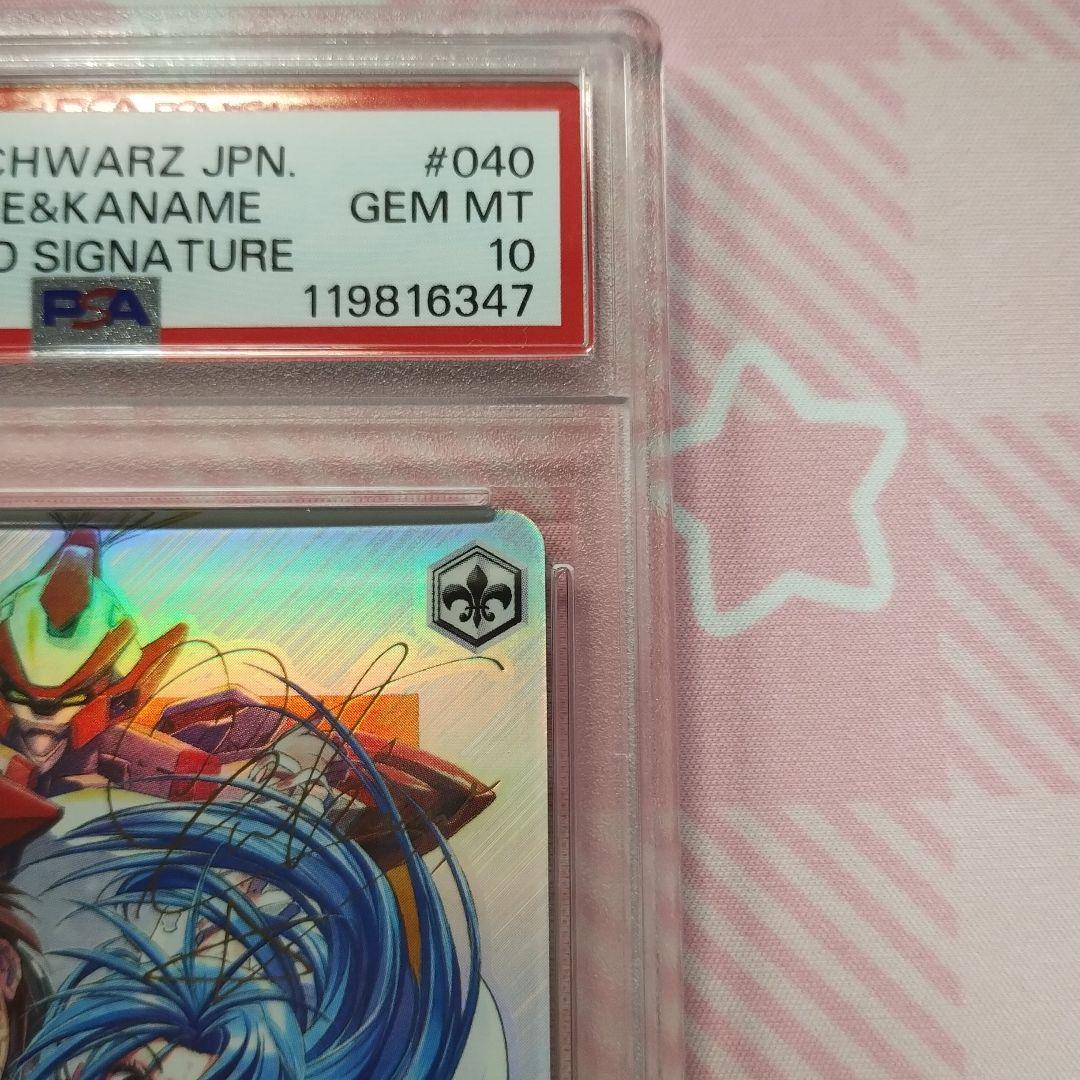 CHWARZ JPN. #040
E&KANAME GEM MT
D SIGNATURE 10
PSA 119816347